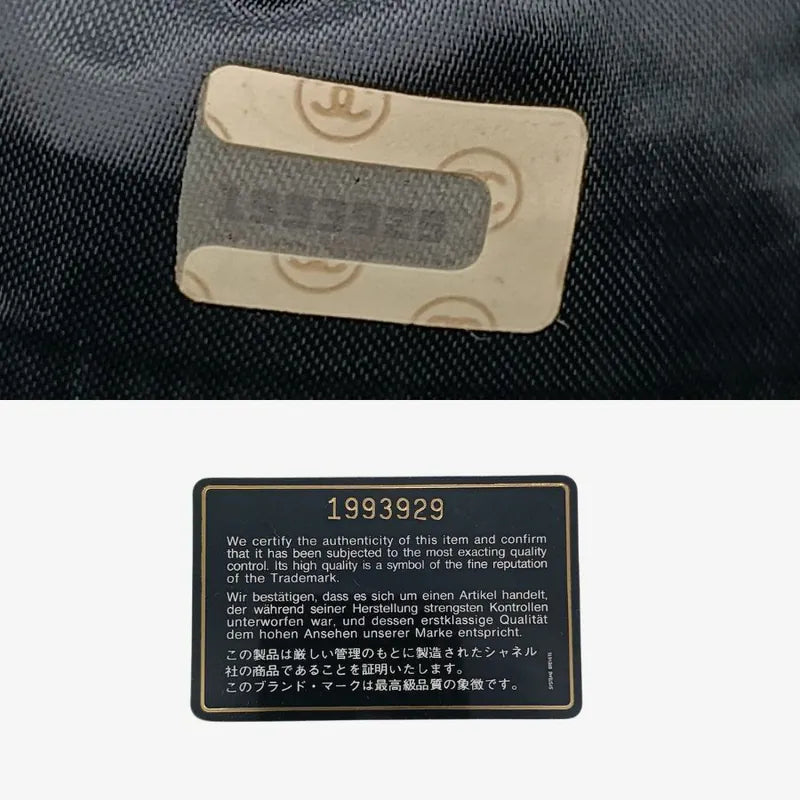 1993929
1993929
We certify the authenticity of this item and confirm
that it has been subjected to the most exacting quality
control. Its high quality is a symbol of the fine reputation
of the Trademark.
Wir bestätigen, dass es sich um einen Artikel handelt,
der während seiner Herstellung strengsten Kontrollen
unterworfen war, und dessen erstklassige Qualität
dem hohen Ansehen unserer Marke entspricht.
この製品は厳しい管理のもとに製造されたシャネル
社の商品であることを証明いたします。
このブランド・マークは最高級品質の象徴です。